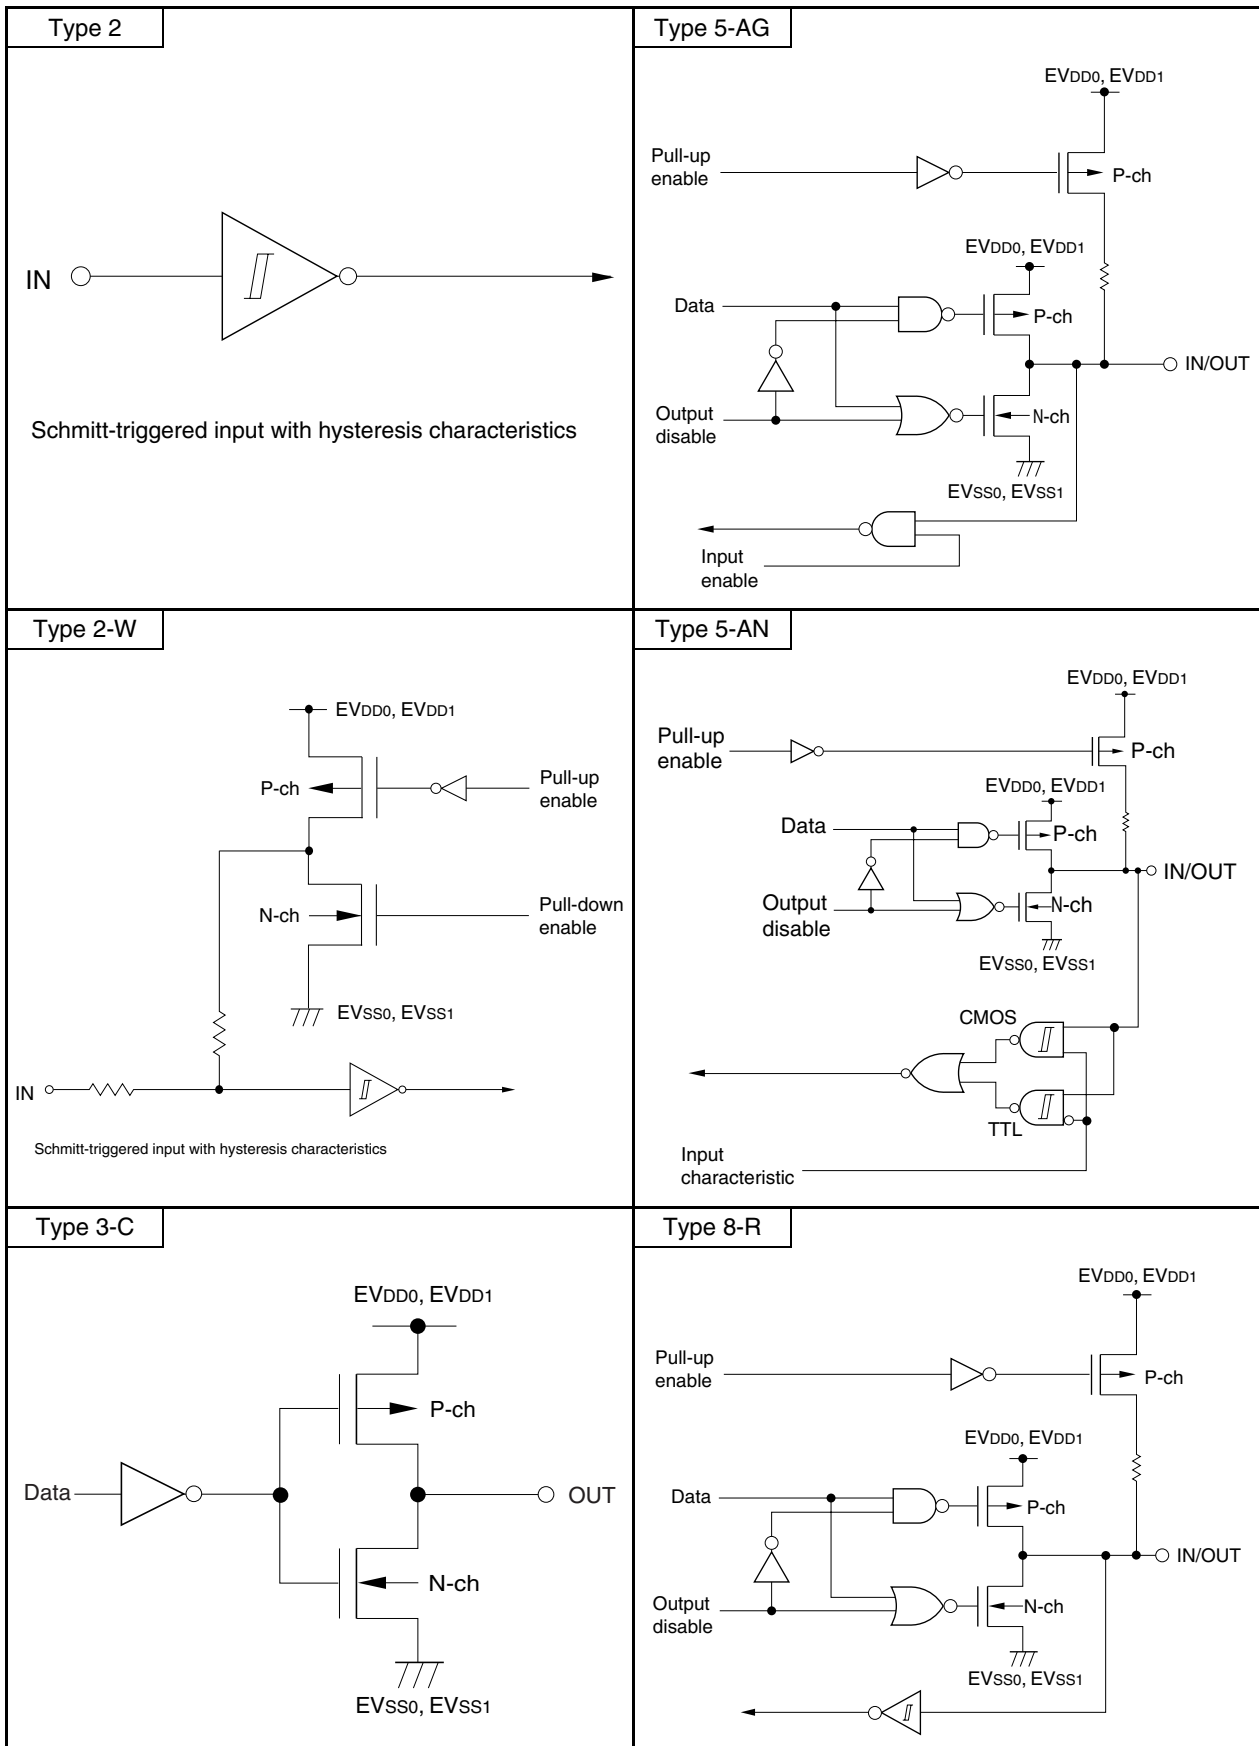 Type 2
IN
Schmitt-triggered input with hysteresis characteristics
Type 5-AG
EVDD0, EVDD1
Pull-up
enable
P-ch
EVDD0, EVDD1
Data
P-ch
IN/OUT
Output
disable
N-ch
EVSS0, EVSS1
Input
enable
Type 2-W
EVDD0, EVDD1
P-ch
Pull-up
enable
N-ch
Pull-down
enable
EVSS0, EVSS1
IN
Schmitt-triggered input with hysteresis characteristics
Type 5-AN
EVDD0, EVDD1
Pull-up
enable
P-ch
EVDD0, EVDD1
Data
P-ch
IN/OUT
Output
disable
N-ch
EVSS0, EVSS1
CMOS
TTL
Input
characteristic
Type 3-C
EVDD0, EVDD1
P-ch
Data
OUT
N-ch
EVSS0, EVSS1
Type 8-R
EVDD0, EVDD1
Pull-up
enable
P-ch
EVDD0, EVDD1
Data
P-ch
IN/OUT
Output
disable
N-ch
EVSS0, EVSS1